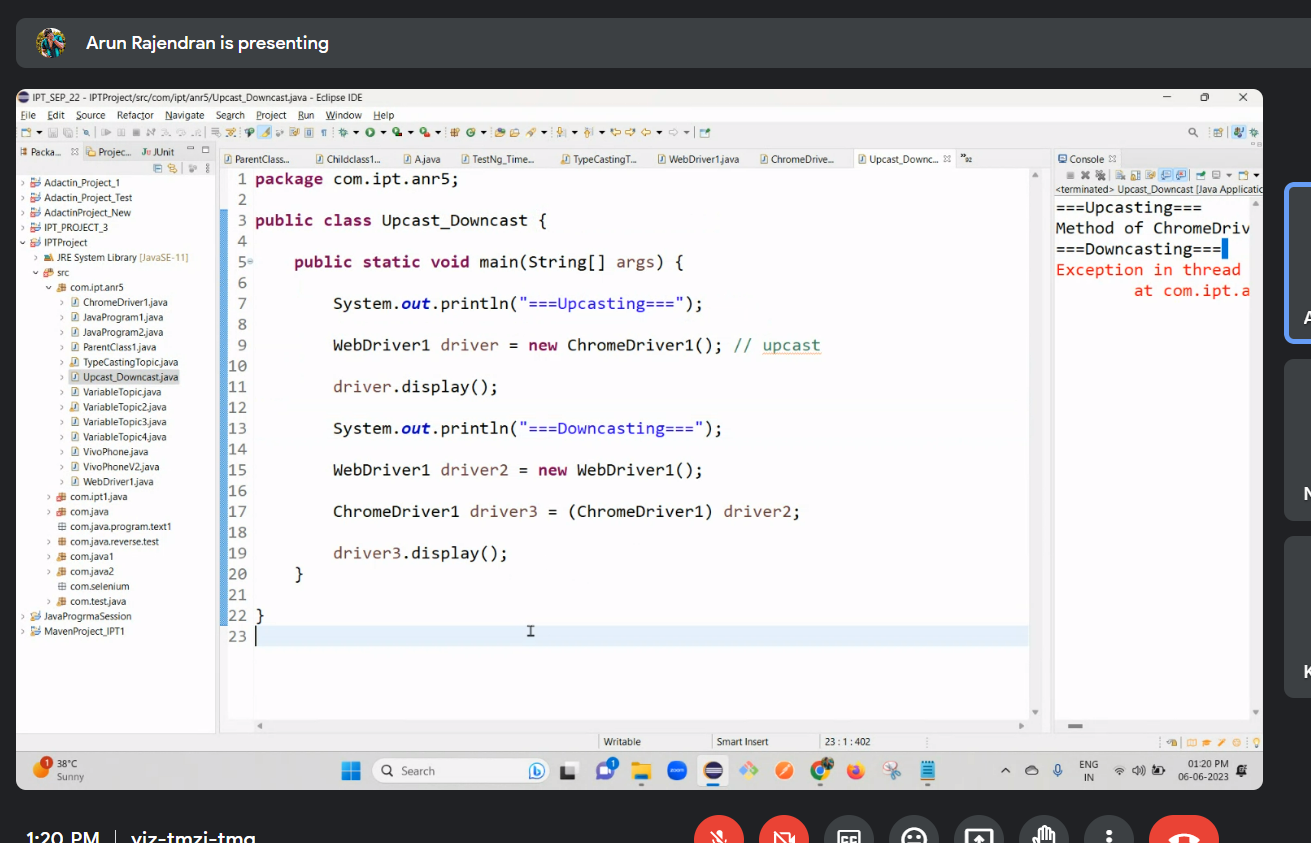 Arun Rajendran is presenting
IPT_SEP_22 - IPTProject/src/com/ipt/anr5/Upcast_Downcast.java - Eclipse IDE
File Edit Source Refactor Navigate Search Project Run Window Help
Packa... Projec... JUnit
ParentClass... Childclass1... A.java TestNg_Time... TypeCastingT... WebDriver1.java ChromeDrive... Upcast_Downc... »92
Console
<terminated> Upcast_Downcast [Java Applicatic
Adactin_Project_1
Adactin_Project_Test
AdactinProject_New
IPT_PROJECT_3
IPTProject
JRE System Library [JavaSE-11]
src
com.ipt.anr5
ChromeDriver1.java
JavaProgram1.java
JavaProgram2.java
ParentClass1.java
TypeCastingTopic.java
Upcast_Downcast.java
VariableTopic.java
VariableTopic2.java
VariableTopic3.java
VariableTopic4.java
VivoPhone.java
VivoPhoneV2.java
WebDriver1.java
com.ipt1.java
com.java
com.java.program.text1
com.java.reverse.test
com.java1
com.java2
com.selenium
com.test.java
JavaProgrmaSession
MavenProject_IPT1
1 package com.ipt.anr5;
2
3 public class Upcast_Downcast {
4
5 public static void main(String[] args) {
6
7 System.out.println("===Upcasting===");
8
9 WebDriver1 driver = new ChromeDriver1(); // upcast
10
11 driver.display();
12
13 System.out.println("===Downcasting===");
14
15 WebDriver1 driver2 = new WebDriver1();
16
17 ChromeDriver1 driver3 = (ChromeDriver1) driver2;
18
19 driver3.display();
20 }
21
22 }
23
===Upcasting===
Method of ChromeDriv
===Downcasting===
Exception in thread
at com.ipt.a
Writable Smart Insert 23 : 1 : 402
1 38°C
Sunny
Search
zoom
1
ENG
IN
01:20 PM
06-06-2023
1:20 PM | yiz-tmzj-tmq
A
N
K